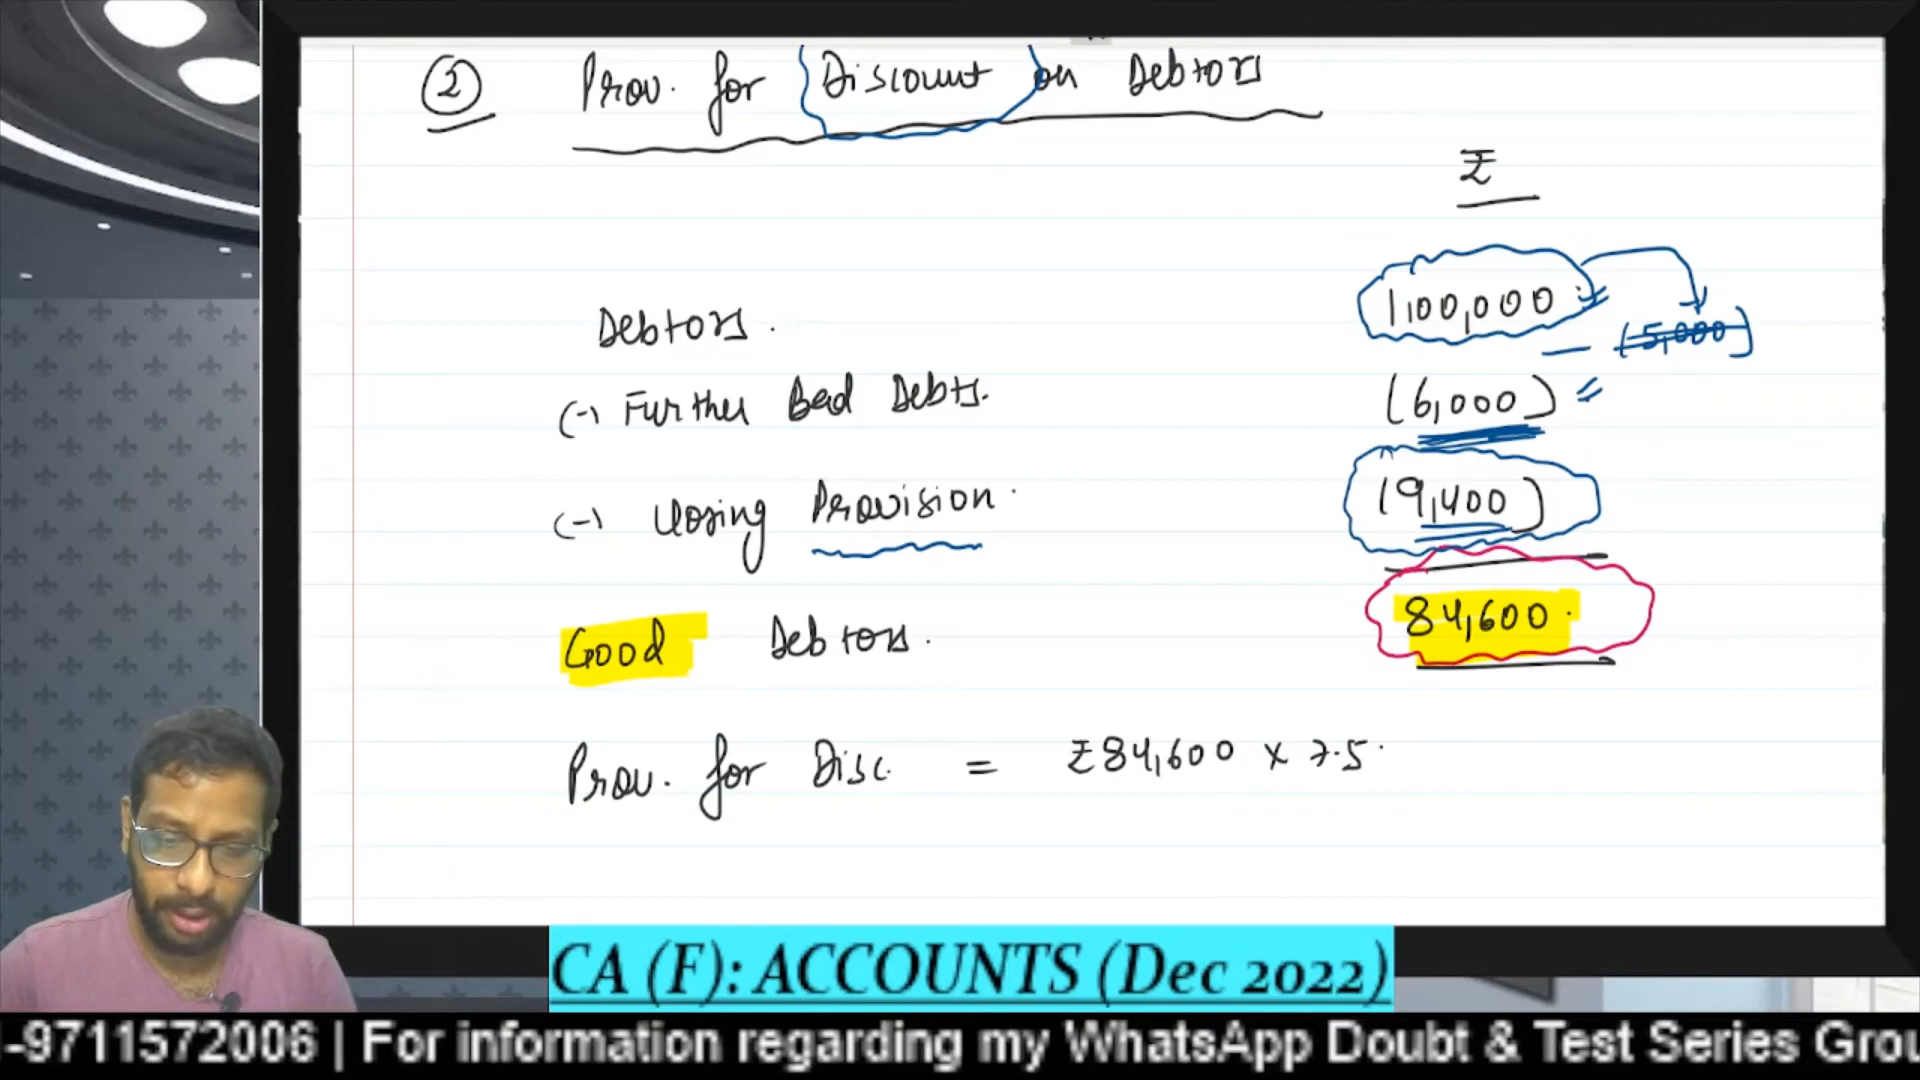 ② Prov. for Discount on Debtors
₹
Debtors. 1,00,000
(5,000)
(-) Further Bad Debts. (6,000)
(-) Closing Provision. (9,400)
Good Debtors. 84,600
Prov. for Disc. = ₹84,600 x 7.5
CA (F): ACCOUNTS (Dec 2022)
-9711572006 | For information regarding my WhatsApp Doubt & Test Series Grou